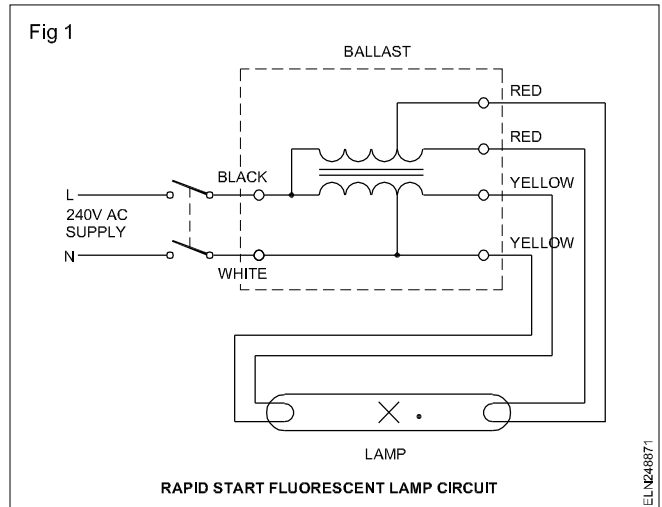 Fig 1
BALLAST
RED
RED
BLACK
YELLOW
L
240V AC
SUPPLY
N
YELLOW
WHITE
LAMP
RAPID START FLUORESCENT LAMP CIRCUIT
ELN248871